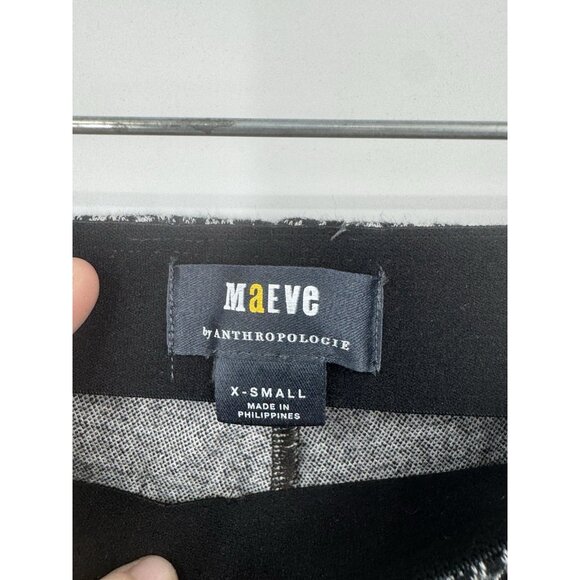 MaEVe
by ANTHROPOLOGIE
X-SMALL
MADE IN
PHILIPPINES